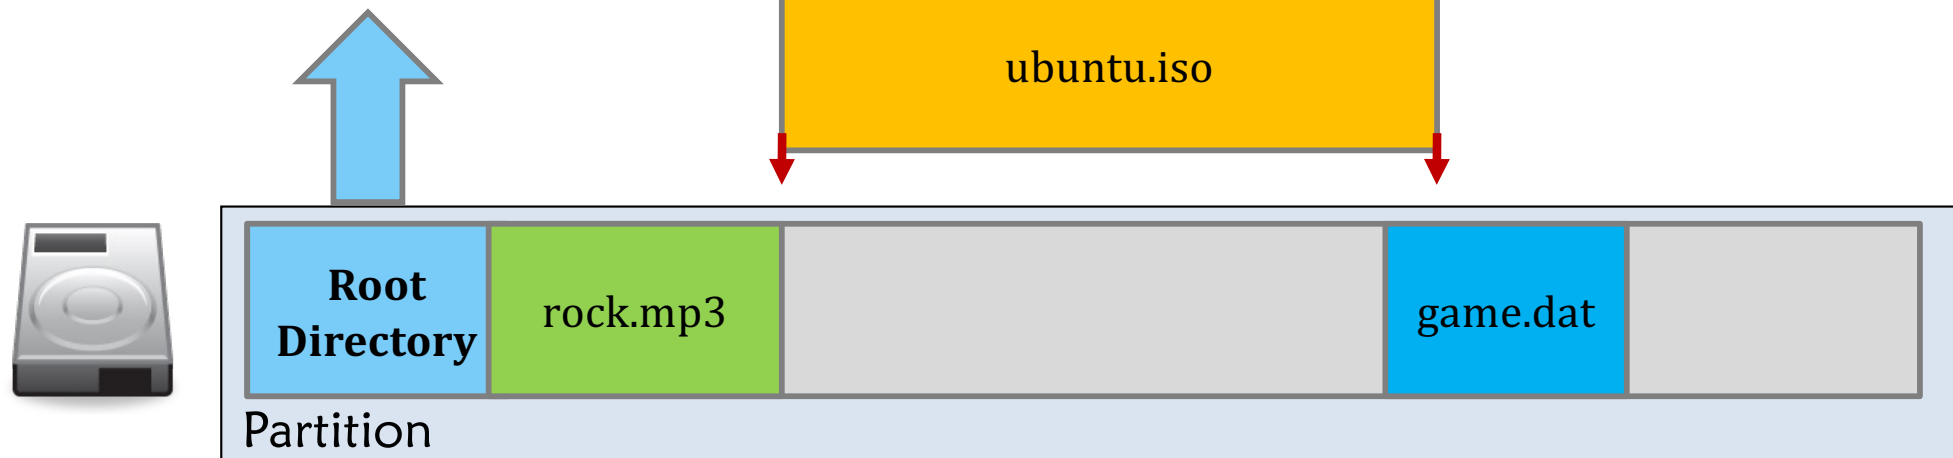 ubuntu.iso
Root
Directory
rock.mp3
game.dat
Partition